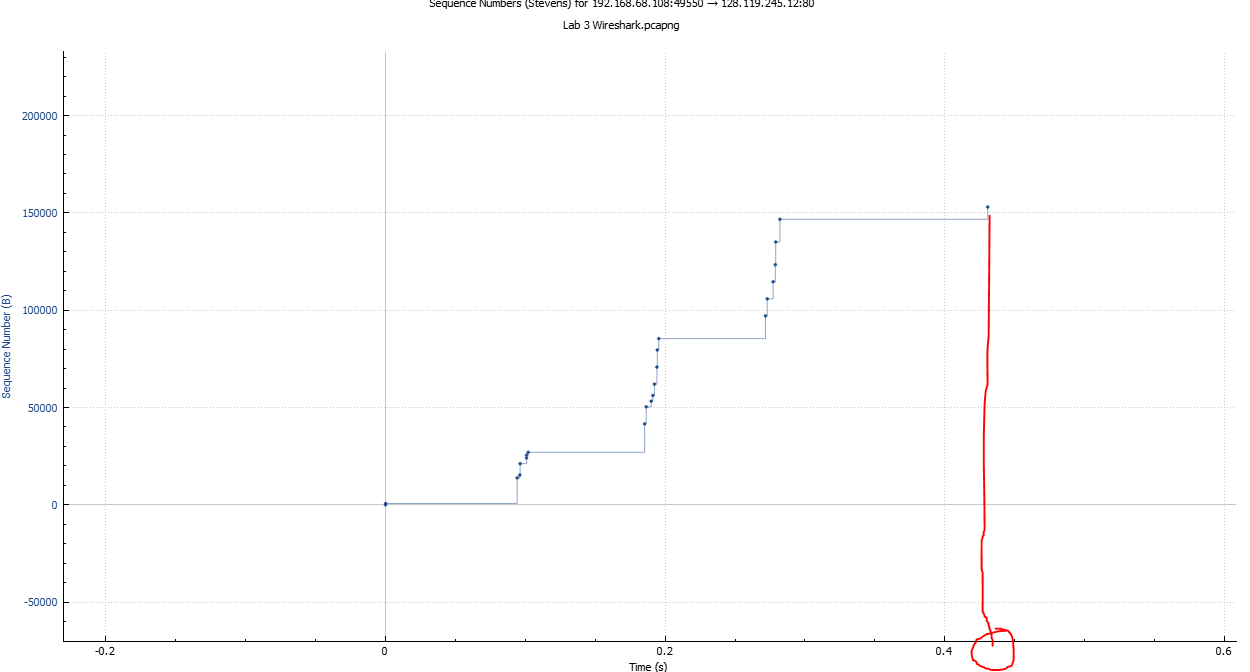 Sequence Numbers (Stevens) for 192.168.68.108:49550 → 128.119.245.12:80
Lab 3 Wireshark.pcapng
200000
150000
100000
50000
0
-50000
Sequence Number (B)
-0.2
0
0.2
0.4
0.6
Time (s)